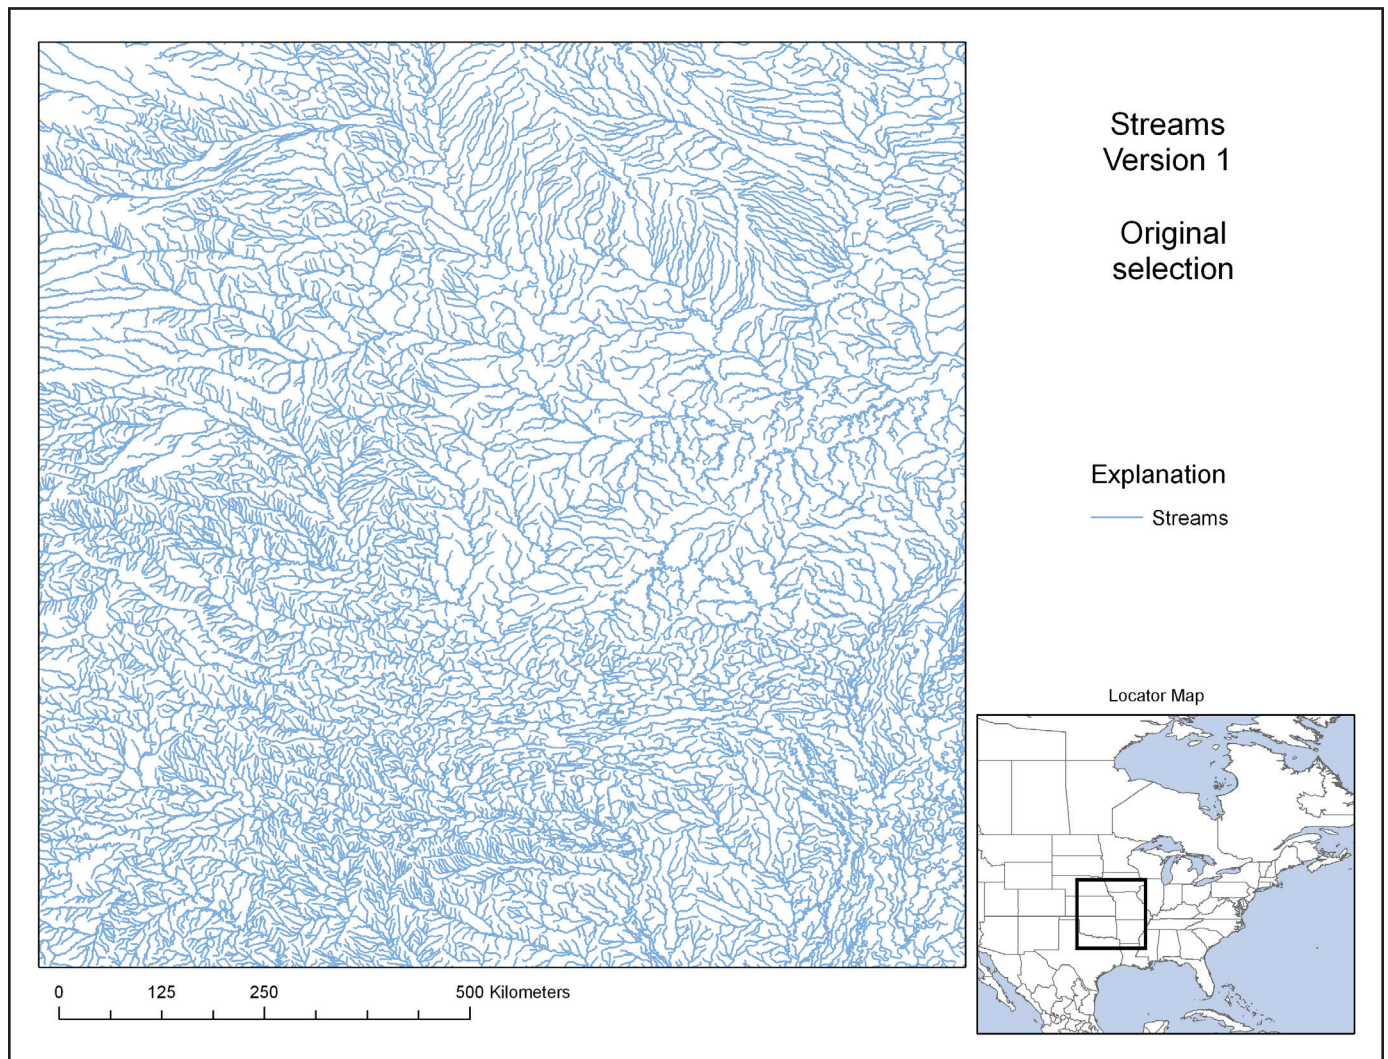 Streams
Version 1
Original
selection
Explanation
Streams
Locator Map
0 125 250 500 Kilometers